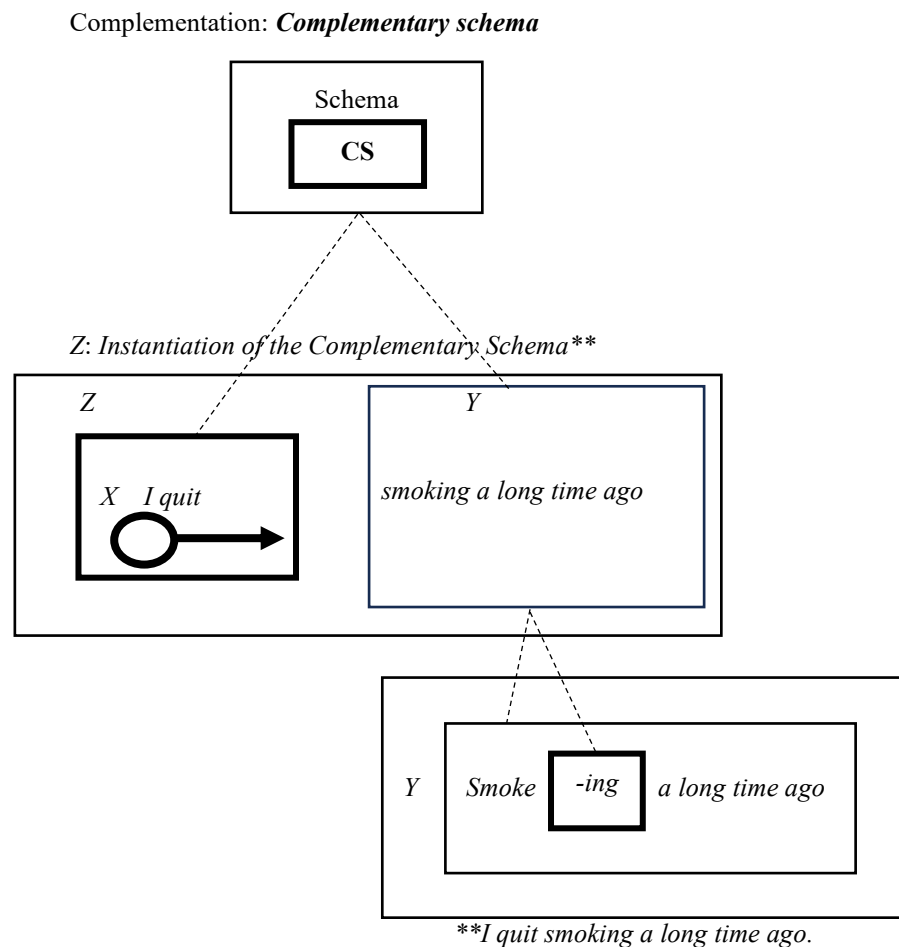 Complementation: Complementary schema
Schema
CS
Z: Instantiation of the Complementary Schema**
Z
Y
X I quit
smoking a long time ago
Y Smoke -ing a long time ago
**I quit smoking a long time ago.